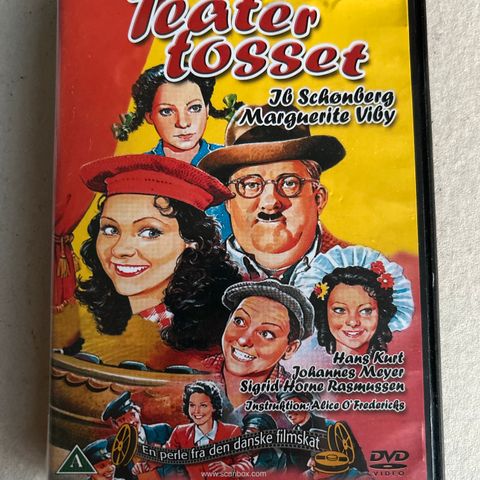 Teater
tosset
Ib Schønberg
Marguerite Viby
Hans Kurt
Johannes Meyer
Sigrid Horne Rasmussen
Instruktion: Alice O'Fredericks
En perle fra den danske filmskat
A
www.scanbox.com
DVD
VIDEO